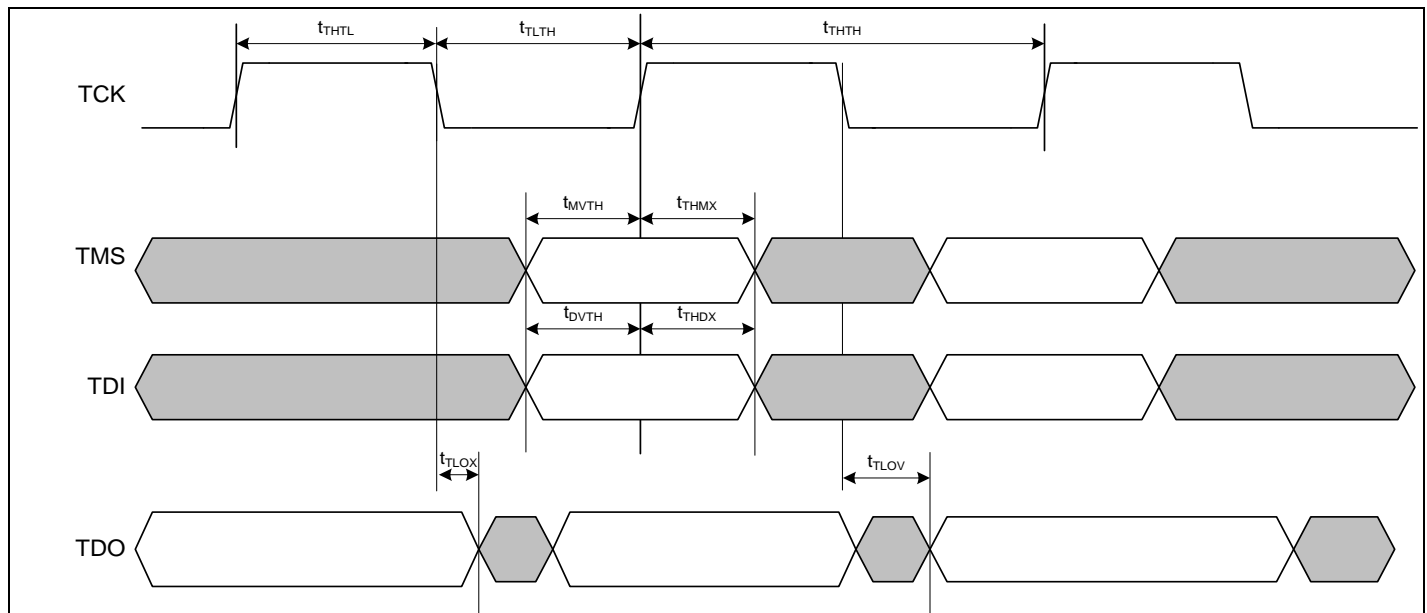 tTHTL tTLTH tTHTH
TCK
tMVTH tTHMX
TMS
tDVTH tTHDX
TDI
tTLOX tTLOV
TDO